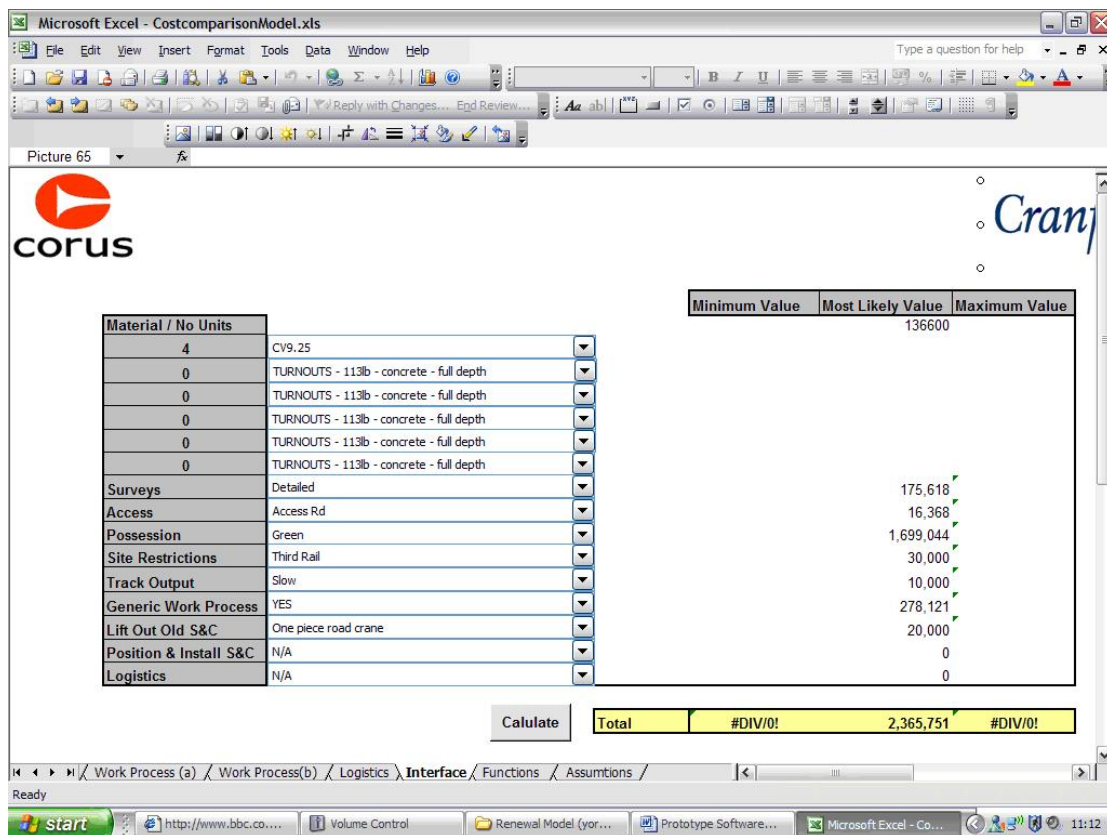 Microsoft Excel - CostcomparisonModel.xls
File Edit View Insert Format Tools Data Window Help
Type a question for help
Reply with Changes... End Review...
Picture 65
fx
corus
Cranf
Minimum Value Most Likely Value Maximum Value
Material / No Units 136600
4 CV9.25
0 TURNOUTS - 113lb - concrete - full depth
0 TURNOUTS - 113lb - concrete - full depth
0 TURNOUTS - 113lb - concrete - full depth
0 TURNOUTS - 113lb - concrete - full depth
0 TURNOUTS - 113lb - concrete - full depth
Surveys Detailed 175,618
Access Access Rd 16,368
Possession Green 1,699,044
Site Restrictions Third Rail 30,000
Track Output Slow 10,000
Generic Work Process YES 278,121
Lift Out Old S&C One piece road crane 20,000
Position & Install S&C N/A 0
Logistics N/A 0
Calulate Total #DIV/0! 2,365,751 #DIV/0!
Work Process (a) / Work Process(b) / Logistics \ Interface / Functions / Assumtions /
Ready
start http://www.bbc.co.... Volume Control Renewal Model (yor... Prototype Software... Microsoft Excel - Co... 11:12